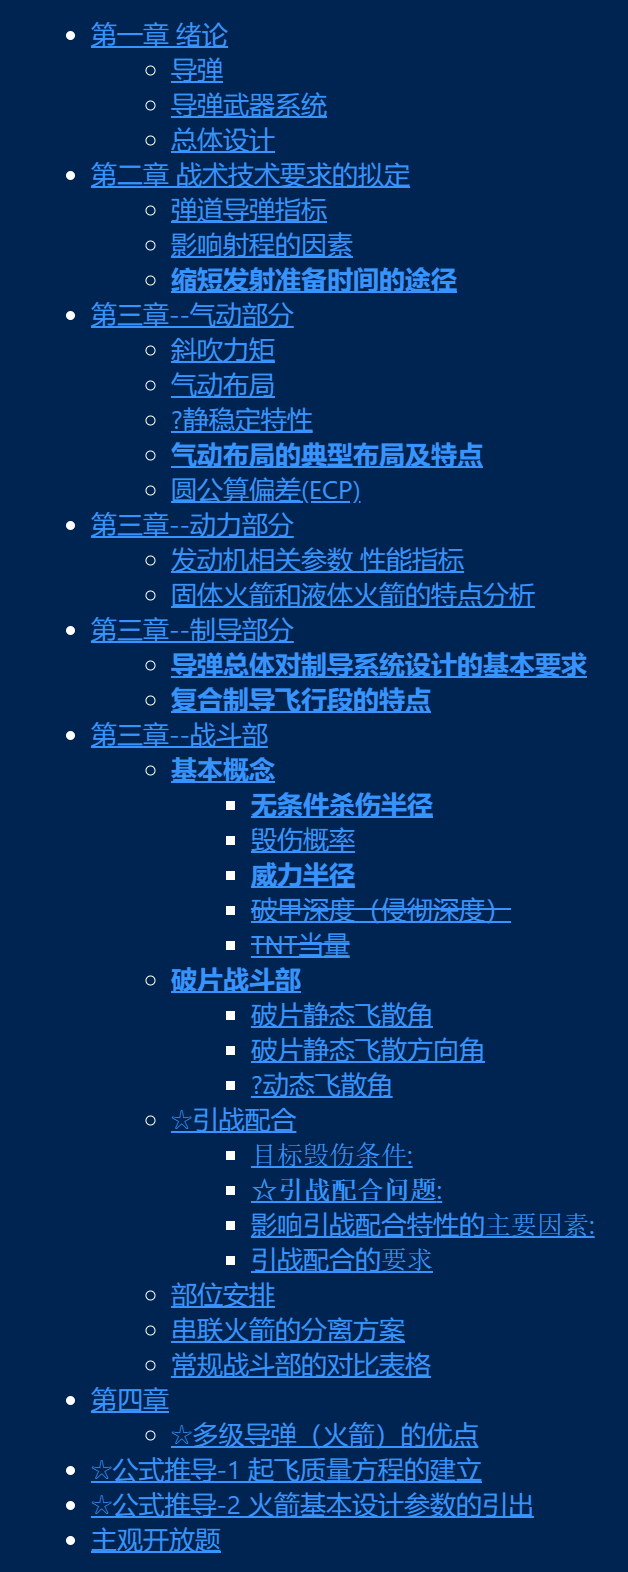 第一章 绪论
导弹
导弹武器系统
总体设计
第二章 战术技术要求的拟定
弹道导弹指标
影响射程的因素
缩短发射准备时间的途径
第三章--气动部分
斜吹力矩
气动布局
?静稳定特性
气动布局的典型布局及特点
圆公算偏差(ECP)
第三章--动力部分
发动机相关参数 性能指标
固体火箭和液体火箭的特点分析
第三章--制导部分
导弹总体对制导系统设计的基本要求
复合制导飞行段的特点
第三章--战斗部
基本概念
无条件杀伤半径
毁伤概率
威力半径
破甲深度（侵彻深度）
TNT当量
破片战斗部
破片静态飞散角
破片静态飞散方向角
?动态飞散角
☆引战配合
目标毁伤条件:
☆引战配合问题:
影响引战配合特性的主要因素:
引战配合的要求
部位安排
串联火箭的分离方案
常规战斗部的对比表格
第四章
☆多级导弹（火箭）的优点
☆公式推导-1 起飞质量方程的建立
☆公式推导-2 火箭基本设计参数的引出
主观开放题